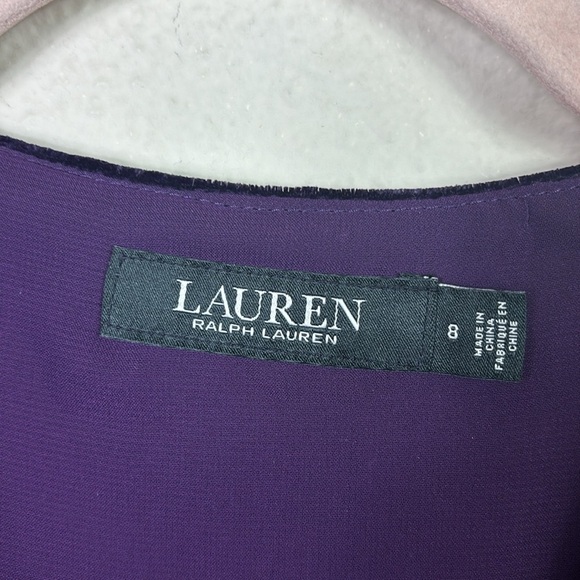 LAUREN
RALPH LAUREN
8
MADE IN
CHINA
FABRIQUÉ EN
CHINE